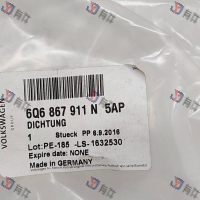 6Q6 867 911 N 5AP
DICHTUNG
1 Stueck PP 6.9.2016
Lot:PE-185 -LS-1632530
Expire date: NONE
Made in GERMANY
VOLKSWAGEN